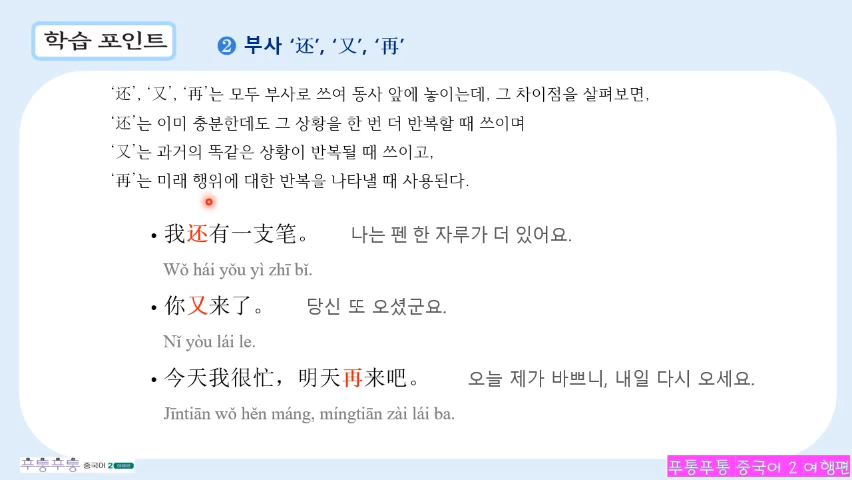 학습 포인트
❷ 부사 ‘还’, ‘又’, ‘再’
‘还’, ‘又’, ‘再’는 모두 부사로 쓰여 동사 앞에 놓이는데, 그 차이점을 살펴보면,
‘还’는 이미 충분한데도 그 상황을 한 번 더 반복할 때 쓰이며
‘又’는 과거의 똑같은 상황이 반복될 때 쓰이고,
‘再’는 미래 행위에 대한 반복을 나타낼 때 사용된다.
• 我还有一支笔。 나는 펜 한 자루가 더 있어요.
Wǒ hái yǒu yì zhī bǐ.
• 你又来了。 당신 또 오셨군요.
Nǐ yòu lái le.
• 今天我很忙，明天再来吧。 오늘 제가 바쁘니, 내일 다시 오세요.
Jīntiān wǒ hěn máng, míngtiān zài lái ba.
푸통푸통 중국어 2 여행편
푸통푸통 중국어 2 여행편